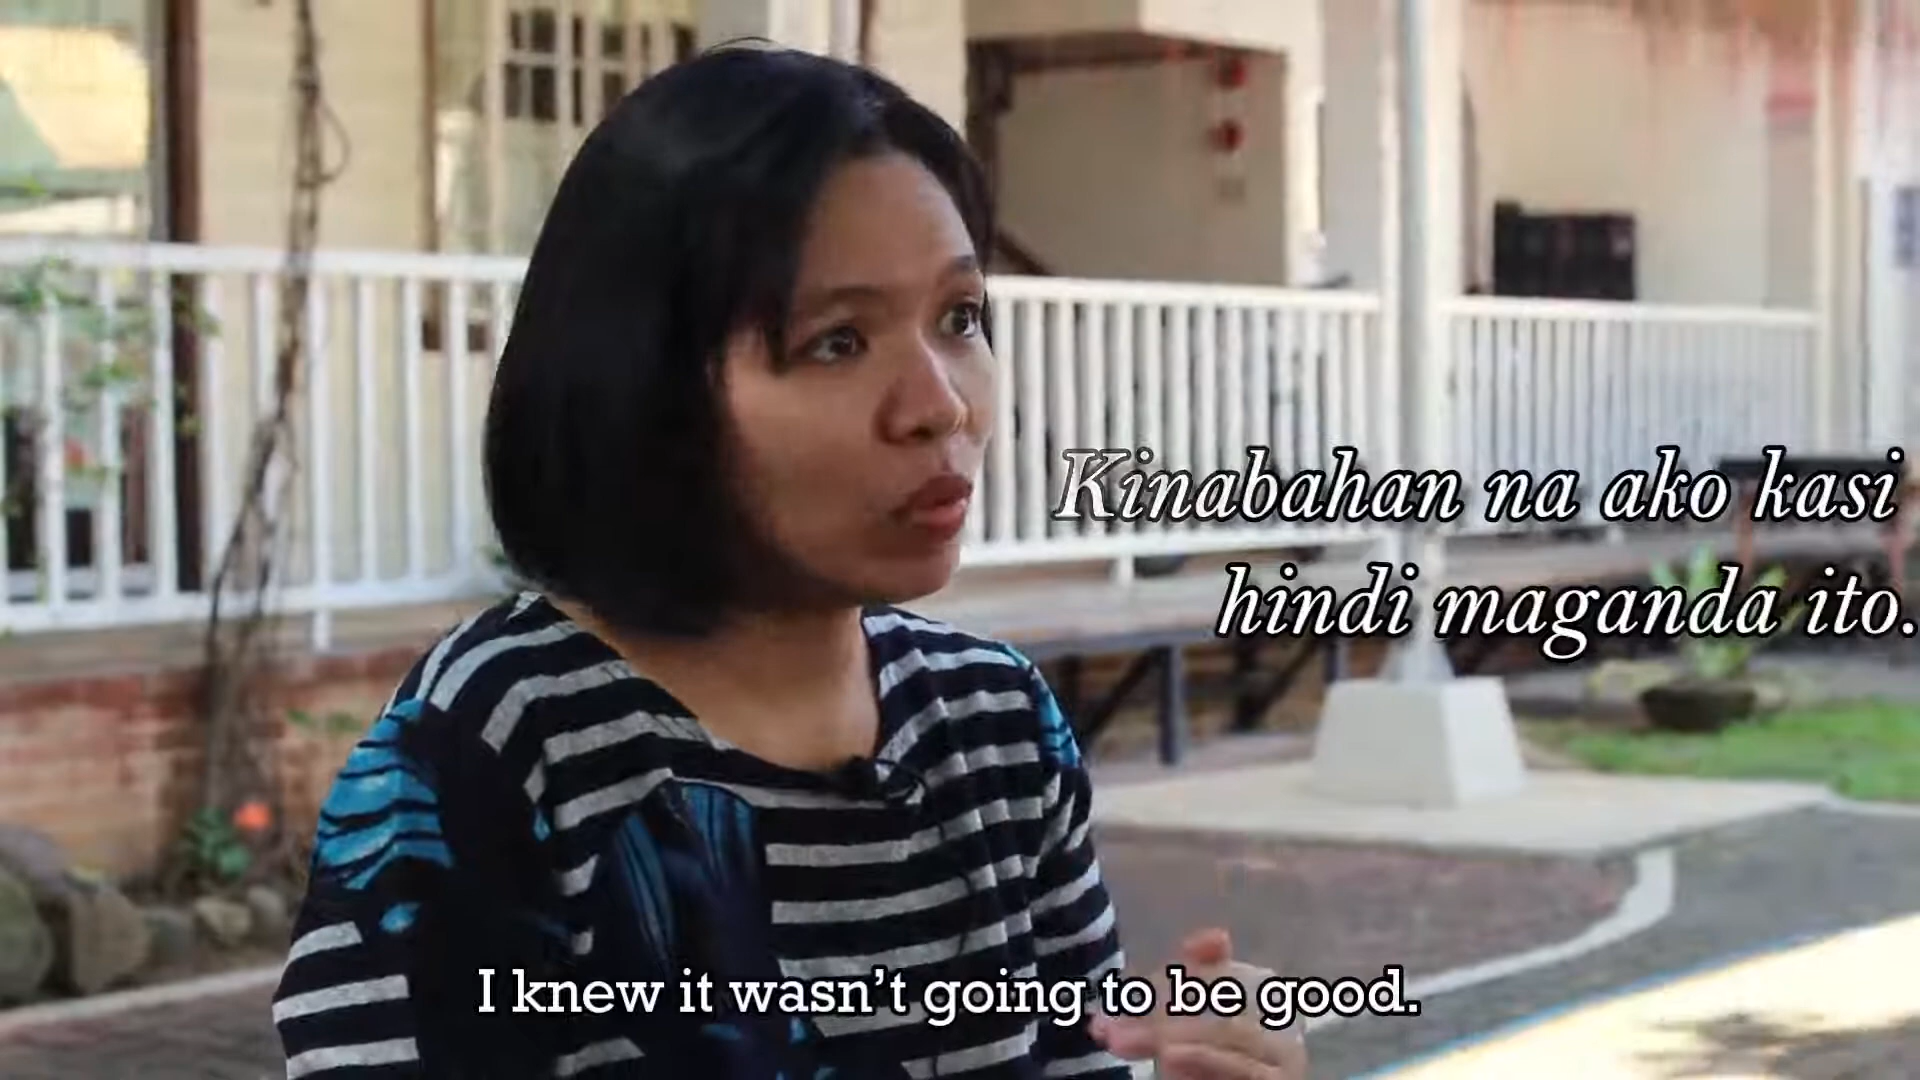 Kinabahan na ako kasi
hindi maganda ito.
I knew it wasn’t going to be good.